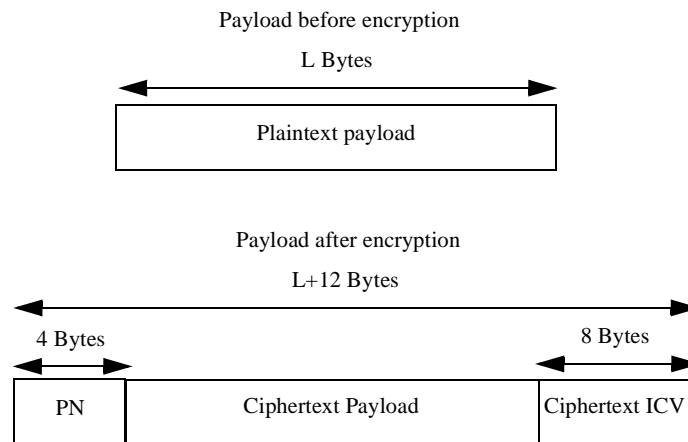 Payload before encryption
L Bytes
Plaintext payload
Payload after encryption
L+12 Bytes
4 Bytes
8 Bytes
PN
Ciphertext Payload
Ciphertext ICV